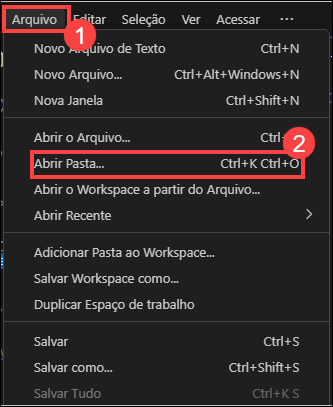 Arquivo Editar Seleção Ver Acessar ...
1
Novo Arquivo de Texto Ctrl+N
Novo Arquivo... Ctrl+Alt+Windows+N
Nova Janela Ctrl+Shift+N
Abrir o Arquivo... Ctrl+
2
Abrir Pasta... Ctrl+K Ctrl+O
Abrir o Workspace a partir do Arquivo...
Abrir Recente >
Adicionar Pasta ao Workspace...
Salvar Workspace como...
Duplicar Espaço de trabalho
Salvar Ctrl+S
Salvar como... Ctrl+Shift+S
Salvar Tudo Ctrl+K S